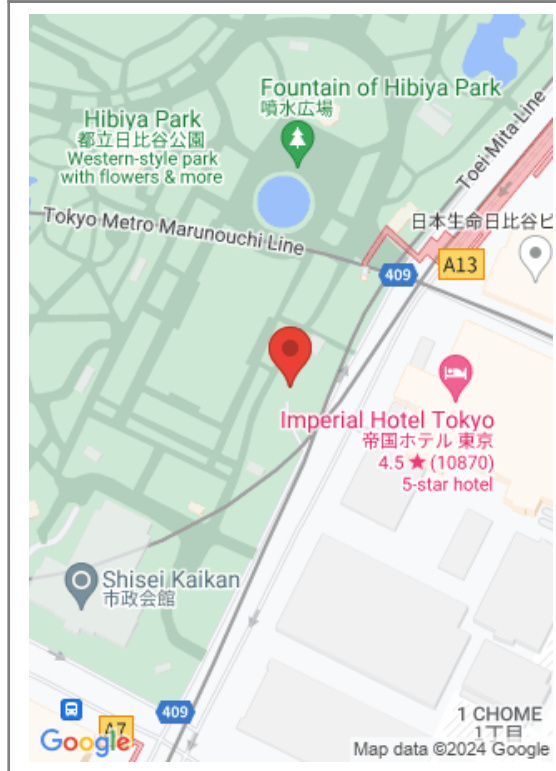 Fountain of Hibiya Park
噴水広場
Hibiya Park
都立日比谷公園
Western-style park
with flowers & more
Toei Mita Line
Tokyo Metro Marunouchi Line
日本生命日比谷ビ
A13
409
Imperial Hotel Tokyo
帝国ホテル 東京
4.5 ★ (10870)
5-star hotel
Shisei Kaikan
市政会館
409
A7
1 CHOME
1丁目
Google
Map data ©2024 Google